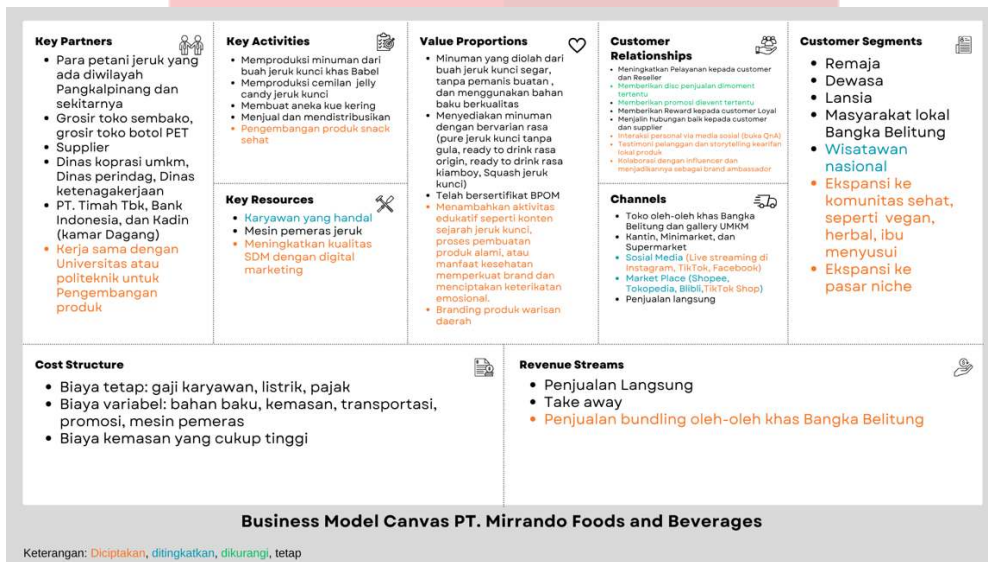 Key Partners
• Para petani jeruk yang
ada diwilayah
Pangkalpinang dan
sekitarnya
• Grosir toko sembako,
grosir toko botol PET
• Supplier
• Dinas koprasi umkm,
Dinas perindag, Dinas
ketenagakerjaan
• PT. Timah Tbk, Bank
Indonesia, dan Kadin
(kamar Dagang)
• Kerja sama dengan
Universitas atau
politeknik untuk
Pengembangan
produk
Key Activities
• Memproduksi minuman dari
buah jeruk kunci khas Babel
• Memproduksi cemilan jelly
candy jeruk kunci
• Membuat aneka kue kering
• Menjual dan mendistribusikan
• Pengembangan produk snack
sehat
Key Resources
• Karyawan yang handal
• Mesin pemeras jeruk
• Meningkatkan kualitas
SDM dengan digital
marketing
Value Proportions
• Minuman yang diolah dari
buah jeruk kunci segar,
tanpa pemanis buatan ,
dan menggunakan bahan
baku berkualitas
• Menyediakan minuman
dengan bervarian rasa
(pure jeruk kunci tanpa
gula, ready to drink rasa
origin, ready to drink rasa
kiamboy, Squash jeruk
kunci)
• Telah bersertifikat BPOM
• Menambahkan aktivitas
edukatif seperti konten
sejarah jeruk kunci,
proses pembuatan
produk alami, atau
manfaat kesehatan
memperkuat brand dan
menciptakan keterikatan
emosional.
• Branding produk warisan
daerah
Customer
Relationships
• Meningkatkan Pelayanan kepada customer
dan Reseller
• Memberikan disc penjualan dimoment
tertentu
• Memberikan promosi dievent tertentu
• Memberikan Reward kepada customer Loyal
• Menjalin hubungan baik kepada customer
dan supplier
• Interaksi personal via media sosial (buka QnA)
• Testimoni pelanggan dan storytelling kearifan
lokal produk
• Kolaborasi dengan influencer dan
menjadikannya sebagai brand ambassador
Channels
• Toko oleh-oleh khas Bangka
Belitung dan gallery UMKM
• Kantin, Minimarket, dan
Supermarket
• Sosial Media (Live streaming di
Instagram, TikTok, Facebook)
• Market Place (Shopee,
Tokopedia, Blibli,TikTok Shop)
• Penjualan langsung
Customer Segments
• Remaja
• Dewasa
• Lansia
• Masyarakat lokal
Bangka Belitung
• Wisatawan
nasional
• Ekspansi ke
komunitas sehat,
seperti vegan,
herbal, ibu
menyusui
• Ekspansi ke
pasar niche
Cost Structure
• Biaya tetap: gaji karyawan, listrik, pajak
• Biaya variabel: bahan baku, kemasan, transportasi,
promosi, mesin pemeras
• Biaya kemasan yang cukup tinggi
Revenue Streams
• Penjualan Langsung
• Take away
• Penjualan bundling oleh-oleh khas Bangka Belitung
Business Model Canvas PT. Mirrando Foods and Beverages
Keterangan: Diciptakan, ditingkatkan, dikurangi, tetap